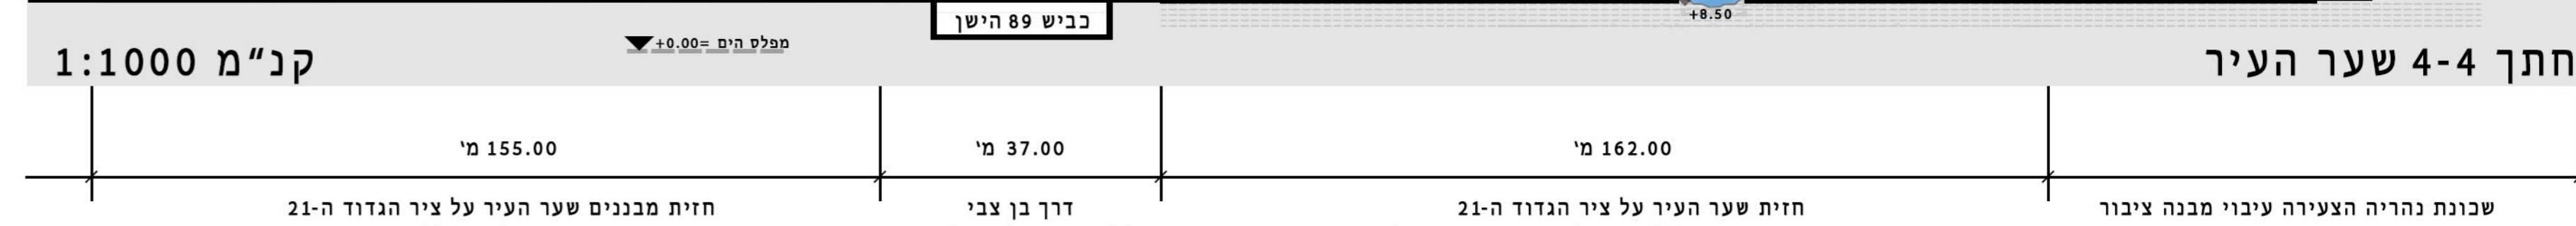 +8.50
כביש 89 הישן
מפלס הים =0.00+
חתך 4-4 שער העיר
קנ"מ 1:1000
162.00 מ'
37.00 מ'
155.00 מ'
שכונת נהריה הצעירה עיבוי מבנה ציבור
חזית שער העיר על ציר הגדוד ה-21
דרך בן צבי
חזית מבננים שער העיר על ציר הגדוד ה-21